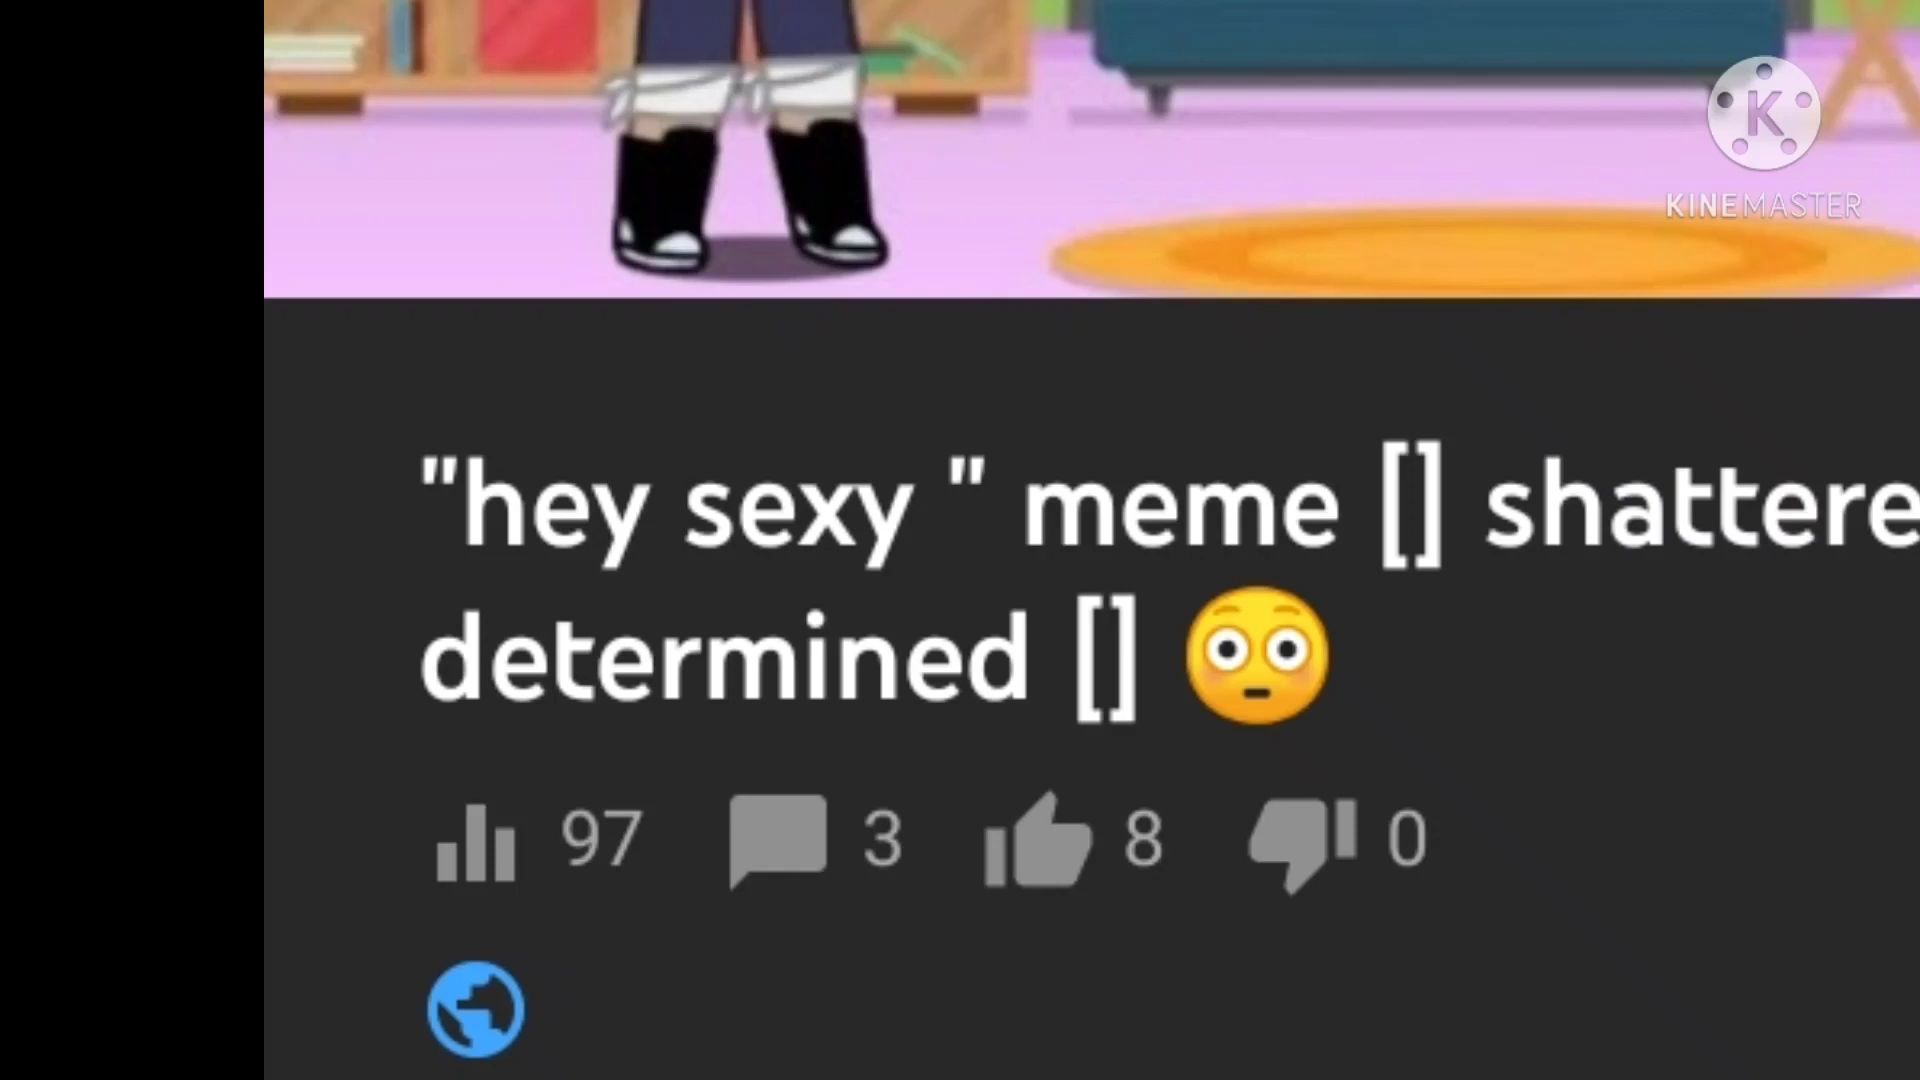 K
KINEMASTER
"hey sexy " meme [] shattere
determined [] 😳
97 3 8 0